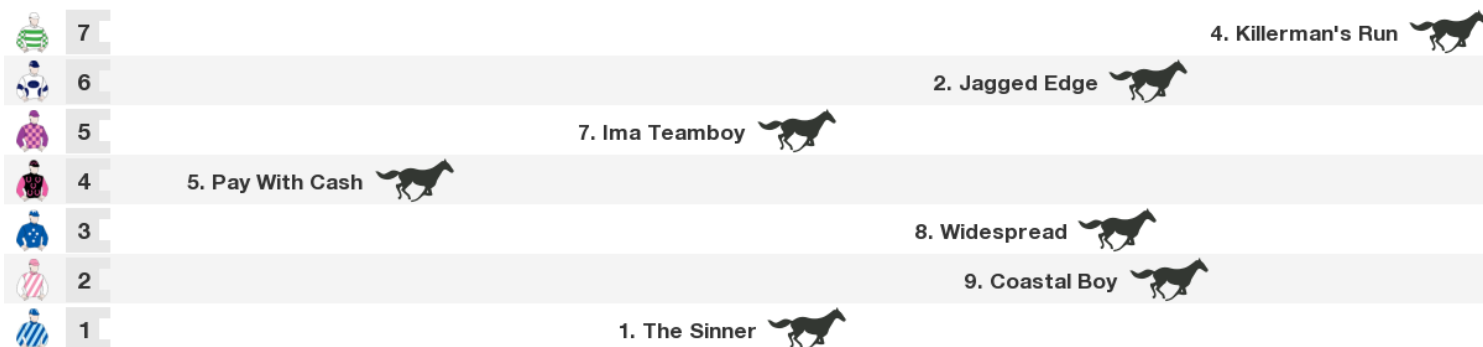 7 4. Killerman's Run
6 2. Jagged Edge
5 7. Ima Teamboy
4 5. Pay With Cash
3 8. Widespread
2 9. Coastal Boy
1 1. The Sinner